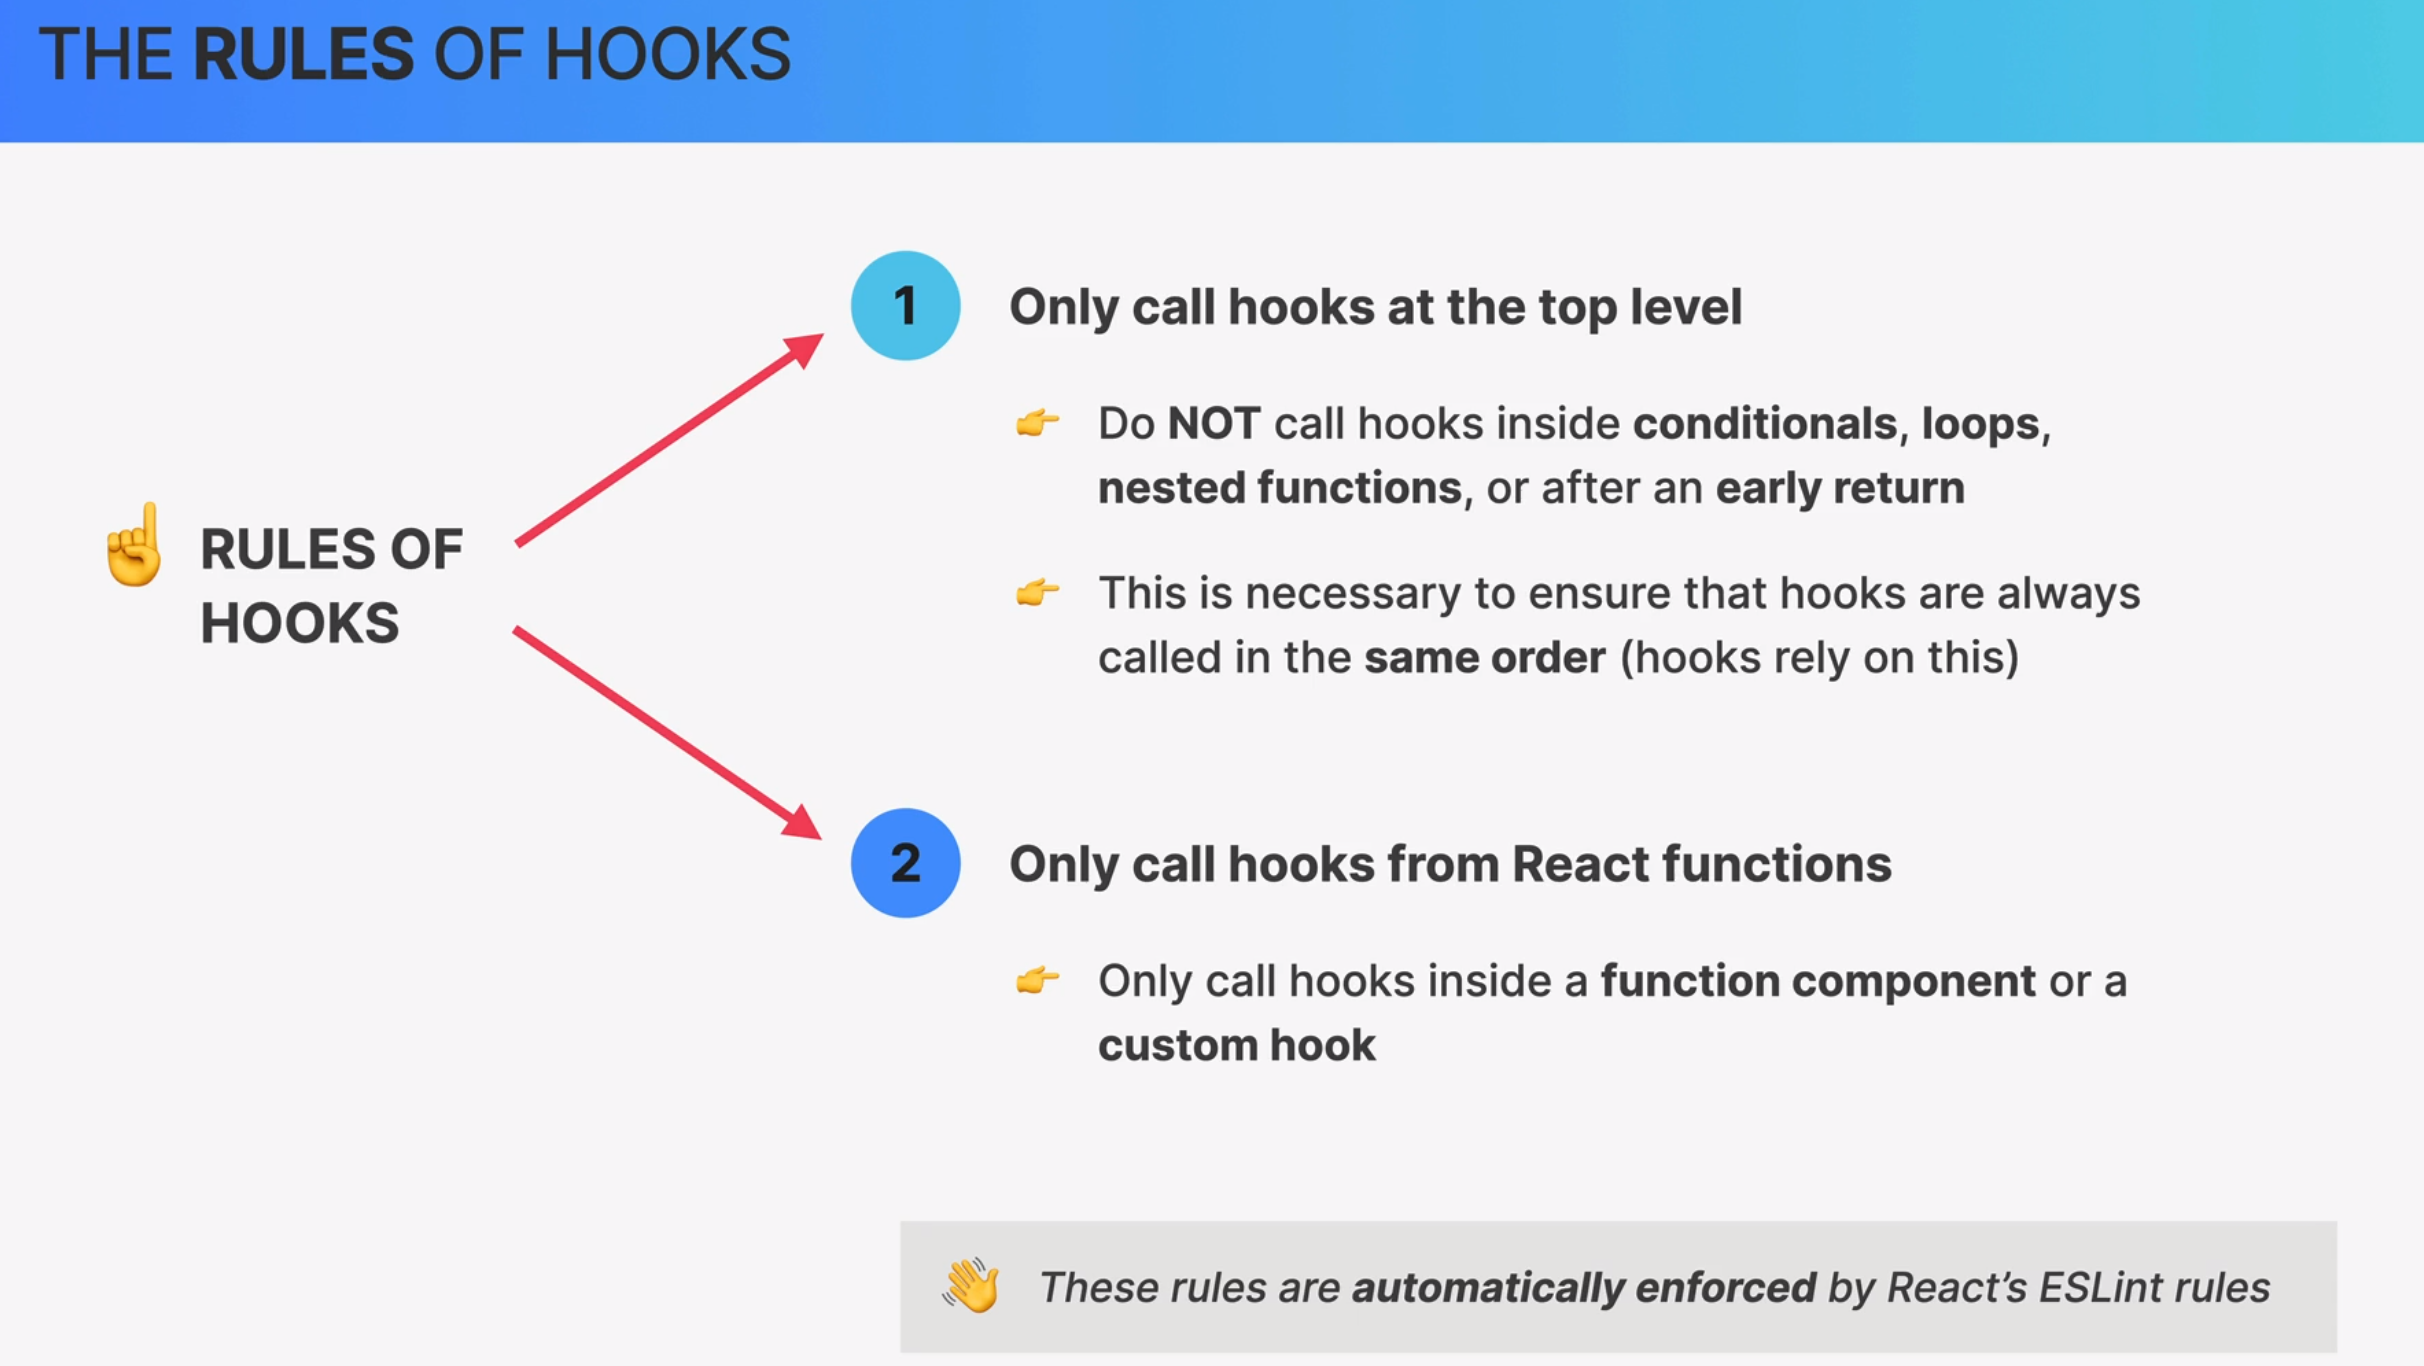 THE RULES OF HOOKS
RULES OF
HOOKS
1
Only call hooks at the top level
Do NOT call hooks inside conditionals, loops,
nested functions, or after an early return
This is necessary to ensure that hooks are always
called in the same order (hooks rely on this)
2
Only call hooks from React functions
Only call hooks inside a function component or a
custom hook
These rules are automatically enforced by React’s ESLint rules